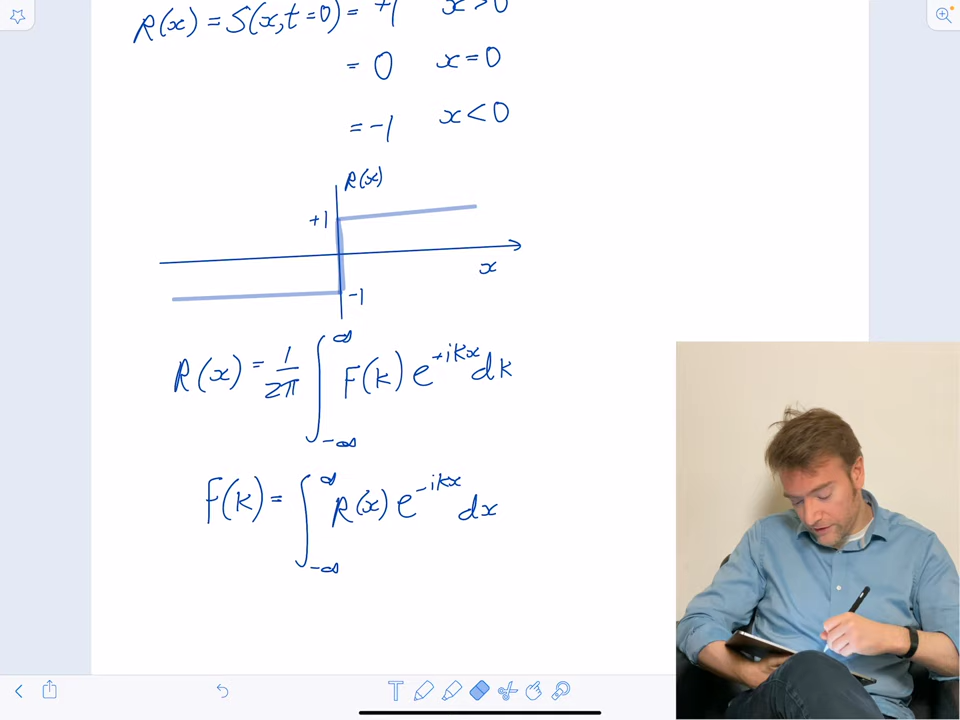 R(x) = S(x,t=0) = +1 x>0
= 0 x=0
= -1 x<0
R(x)
+1
x
-1
R(x) = 1/2π ∫_{-∞}^{∞} F(k) e^{+ikx} dk
F(k) = ∫_{-∞}^{∞} R(x) e^{-ikx} dx
T